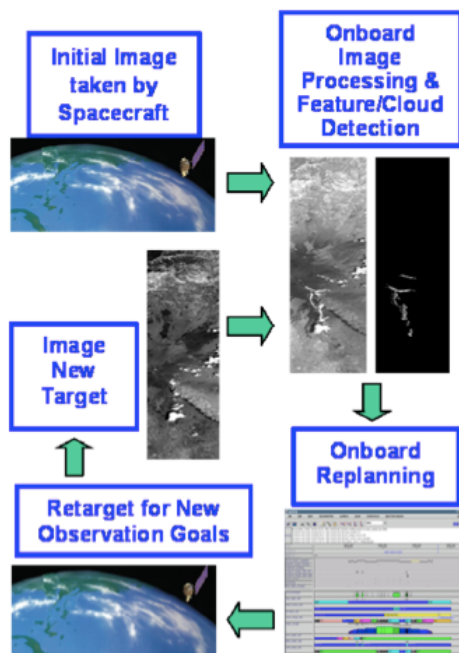 Initial Image
taken by
Spacecraft
Onboard
Image
Processing &
Feature/Cloud
Detection
Image
New
Target
Onboard
Replanning
Retarget for New
Observation Goals